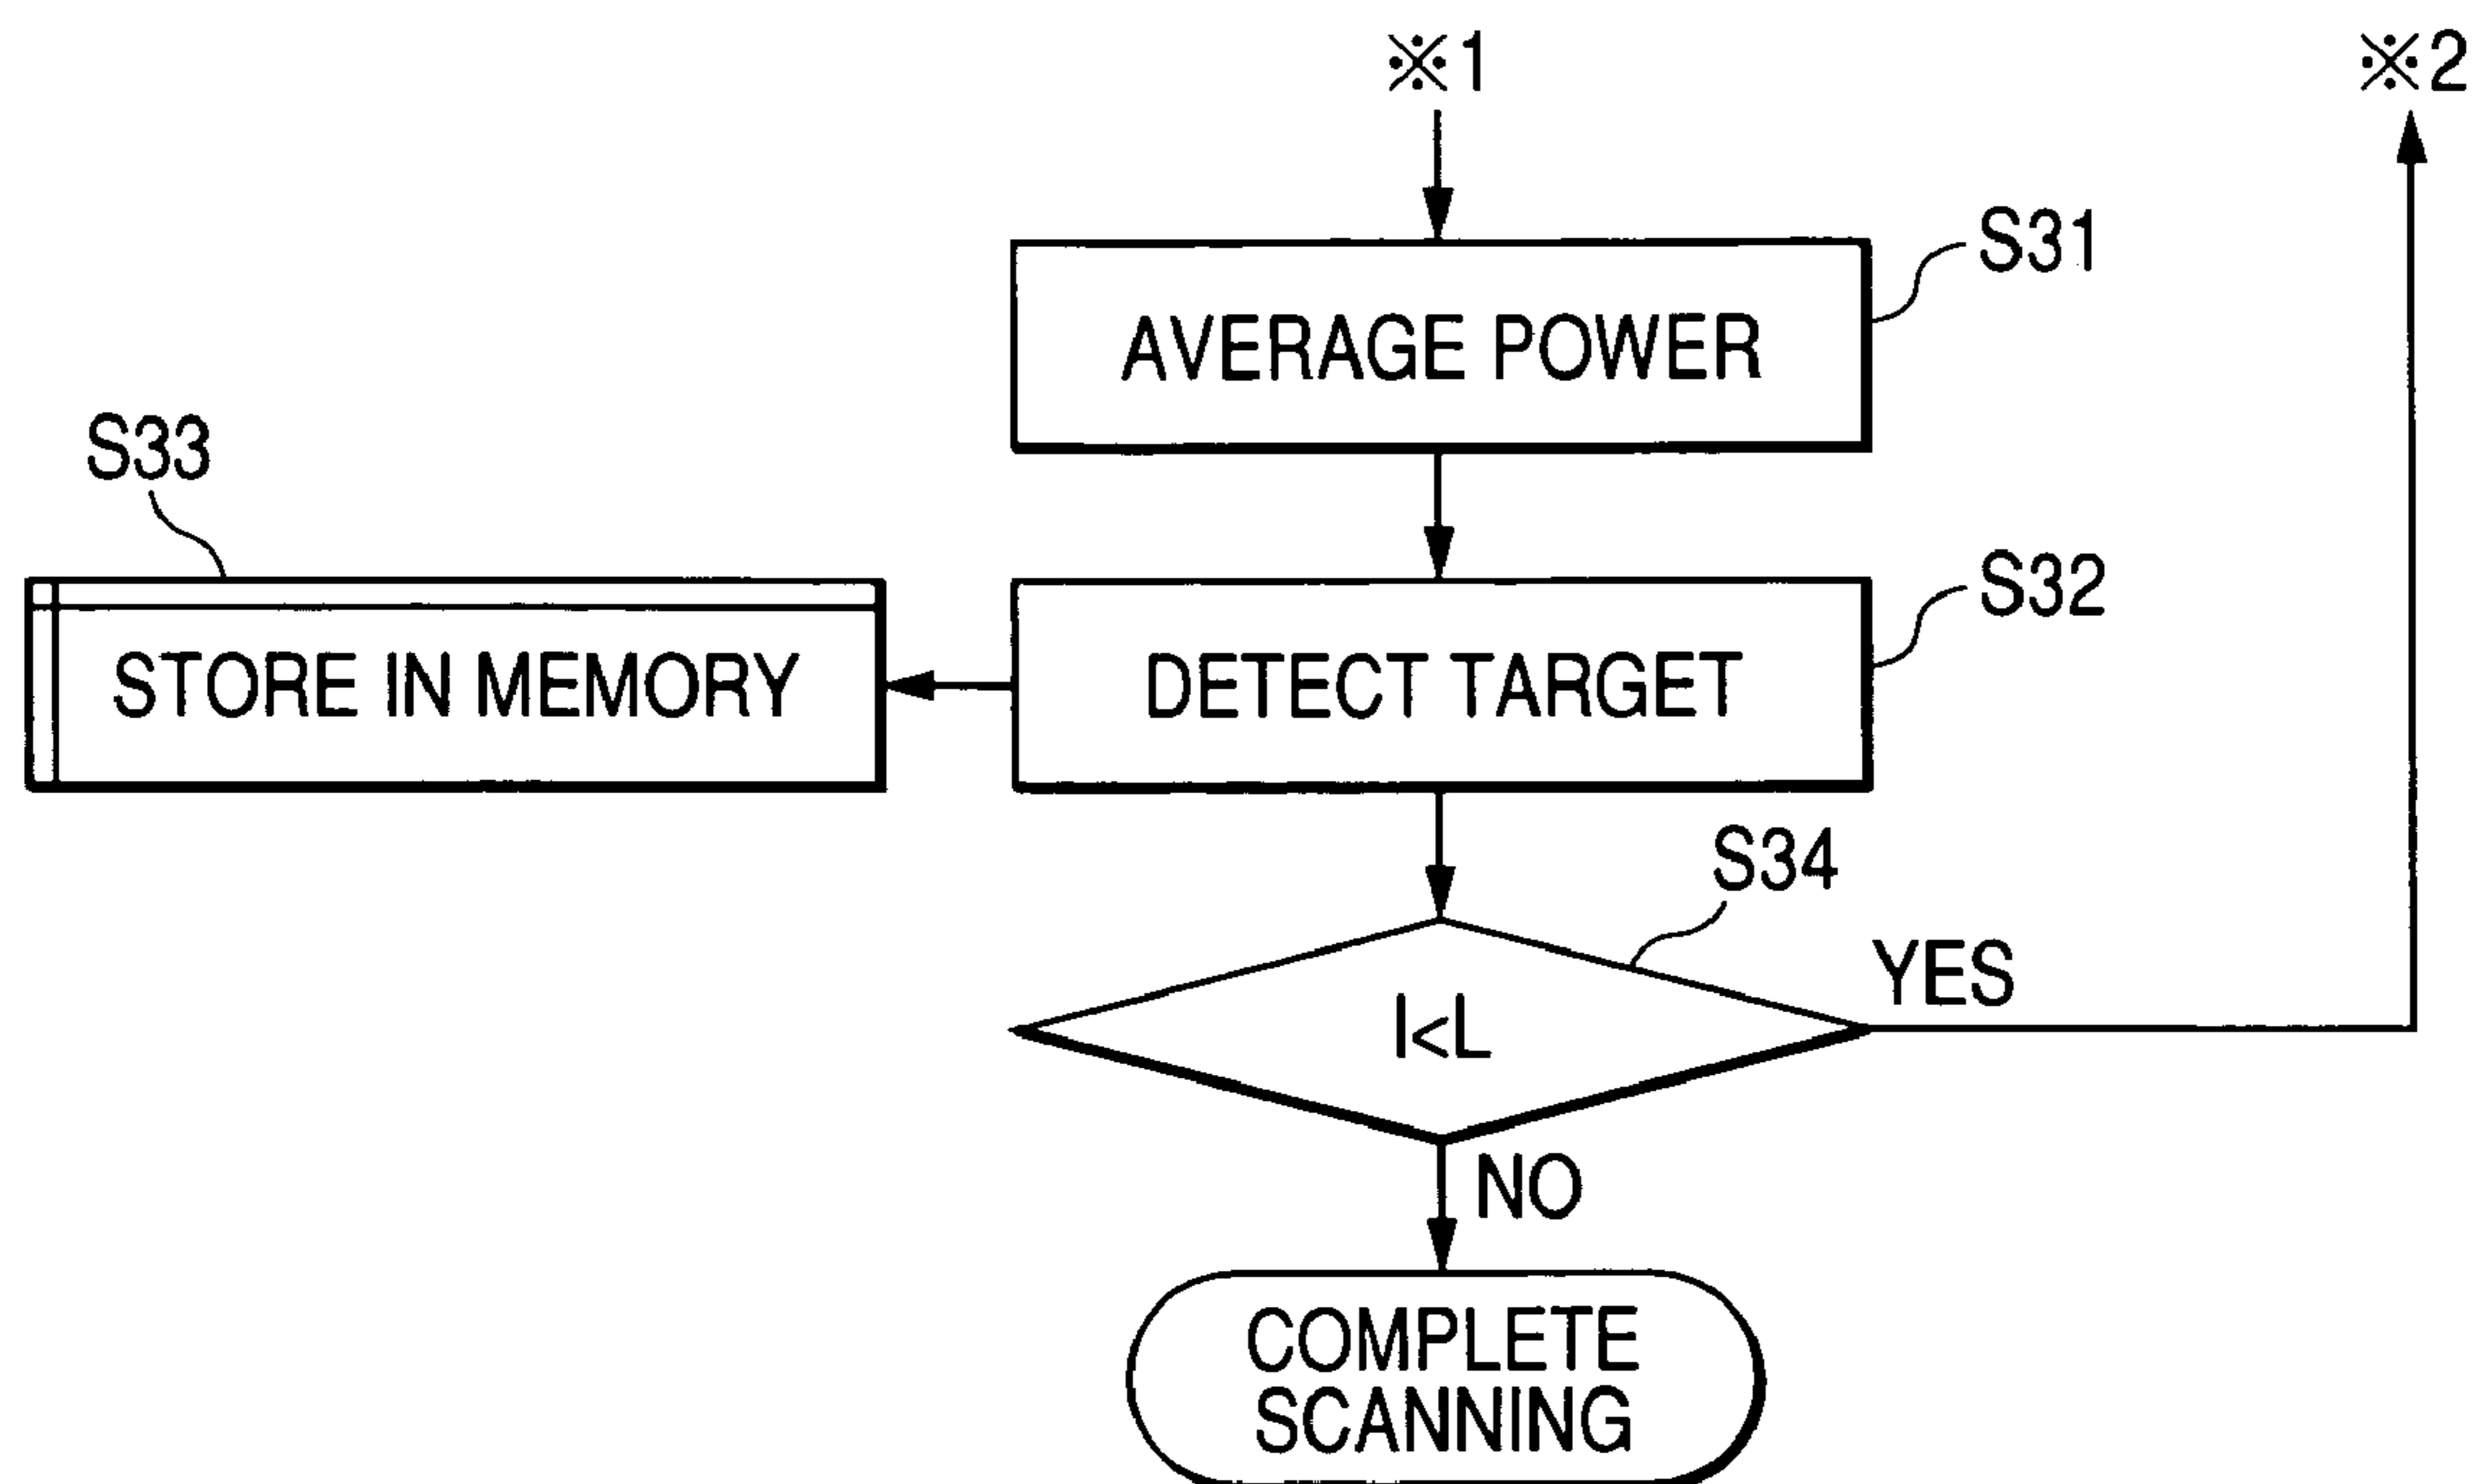 ※1
※2
S31
AVERAGE POWER
S33
S32
STORE IN MEMORY
DETECT TARGET
S34
YES
I<L
NO
COMPLETE
SCANNING